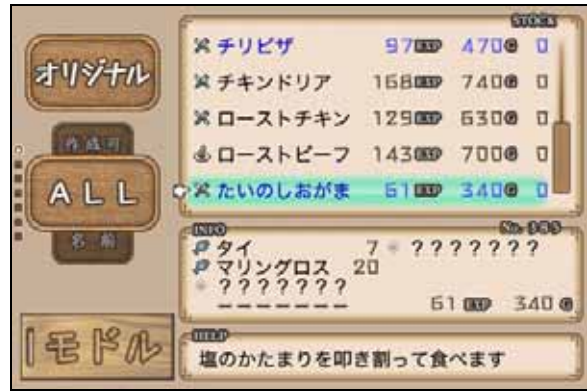 オリジナル
作成可
ALL
名前
モドル
STOCK
チリピザ 97EXP 470G 0
チキンドリア 168EXP 740G 0
ローストチキン 129EXP 630G 0
ローストビーフ 143EXP 700G 0
たいのしおがま 61EXP 340G 0
INFO No.385
タイ 7 ???????
マリングロス 20
???????
------- 61EXP 340G
HELP
塩のかたまりを叩き割って食べます